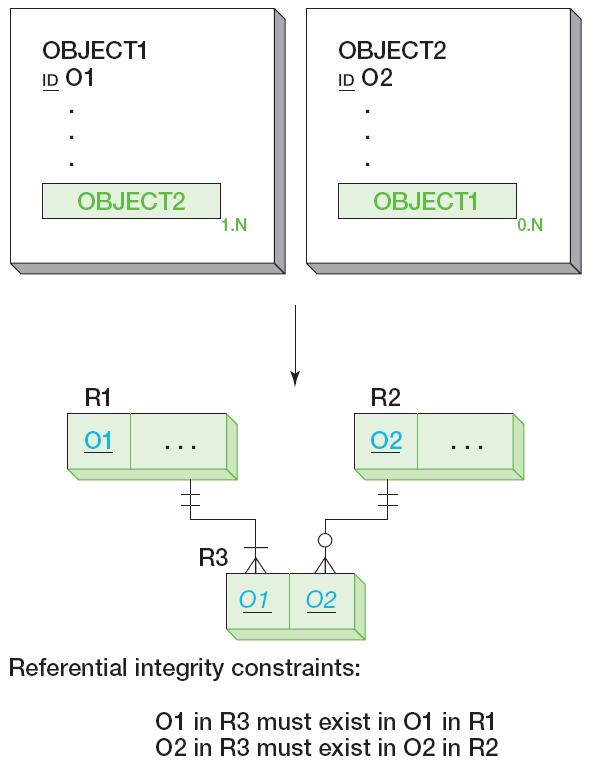 OBJECT1
ID O1
.
.
.
OBJECT2
1.N
OBJECT2
ID O2
.
.
.
OBJECT1
0.N
R1
O1 ...
R2
O2 ...
R3
O1 O2
Referential integrity constraints:
O1 in R3 must exist in O1 in R1
O2 in R3 must exist in O2 in R2